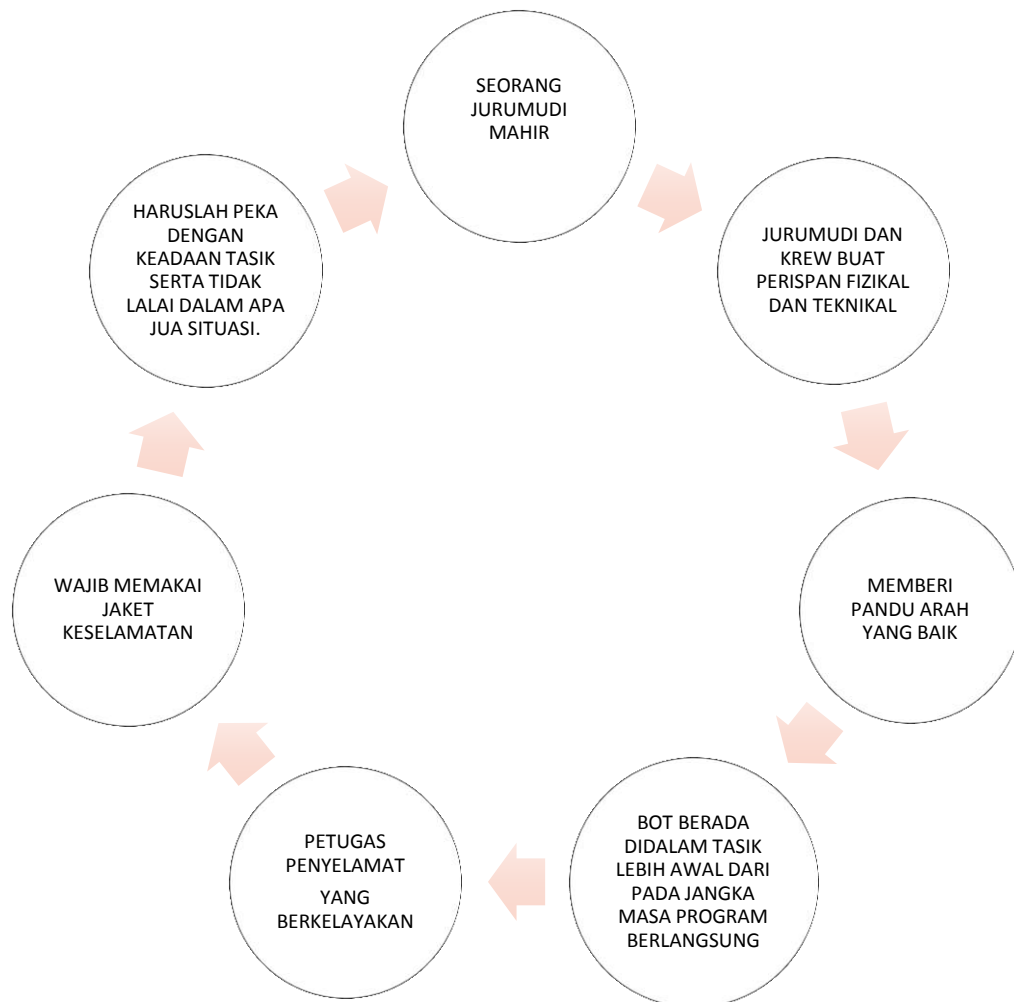 SEORANG
JURUMUDI
MAHIR
JURUMUDI DAN
KREW BUAT
PERISPAN FIZIKAL
DAN TEKNIKAL
MEMBERI
PANDU ARAH
YANG BAIK
BOT BERADA
DIDALAM TASIK
LEBIH AWAL DARI
PADA JANGKA
MASA PROGRAM
BERLANGSUNG
PETUGAS
PENYELAMAT
YANG
BERKELAYAKAN
WAJIB MEMAKAI
JAKET
KESELAMATAN
HARUSLAH PEKA
DENGAN
KEADAAN TASIK
SERTA TIDAK
LALAI DALAM APA
JUA SITUASI.